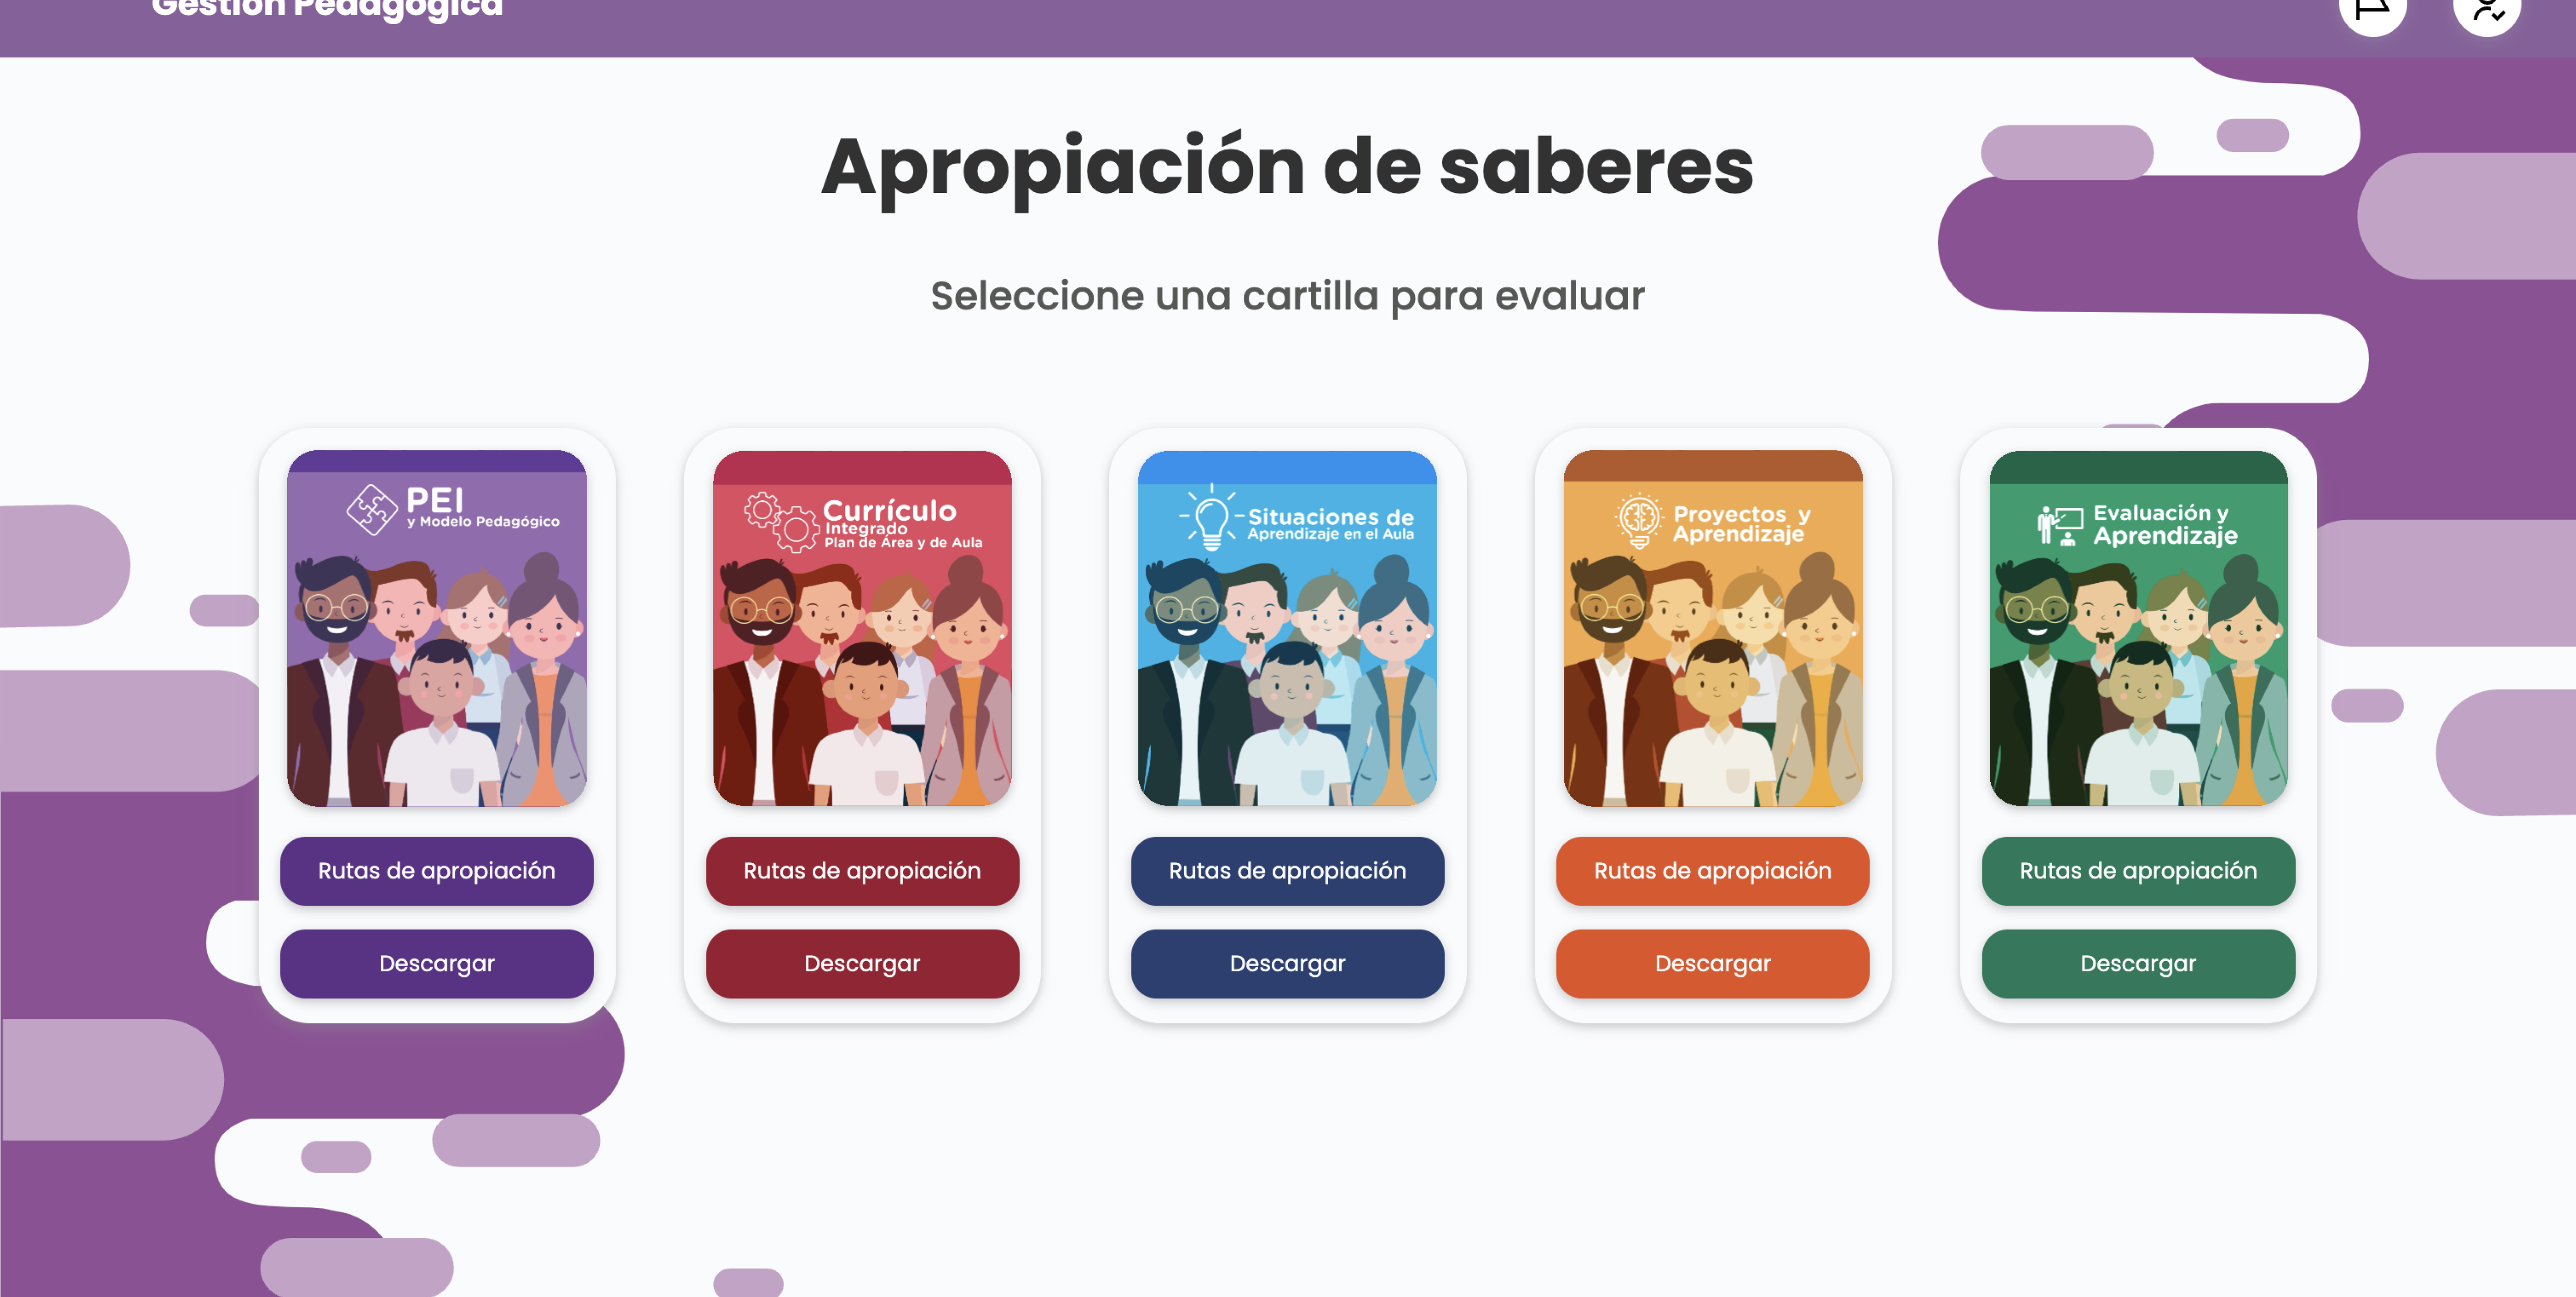 Gestión Pedagógica
Apropiación de saberes
Seleccione una cartilla para evaluar
PEI
y Modelo Pedagógico
Currículo
Integrado
Plan de Área y de Aula
Situaciones de
Aprendizaje en el Aula
Proyectos y
Aprendizaje
Evaluación y
Aprendizaje
Rutas de apropiación
Rutas de apropiación
Rutas de apropiación
Rutas de apropiación
Rutas de apropiación
Descargar
Descargar
Descargar
Descargar
Descargar